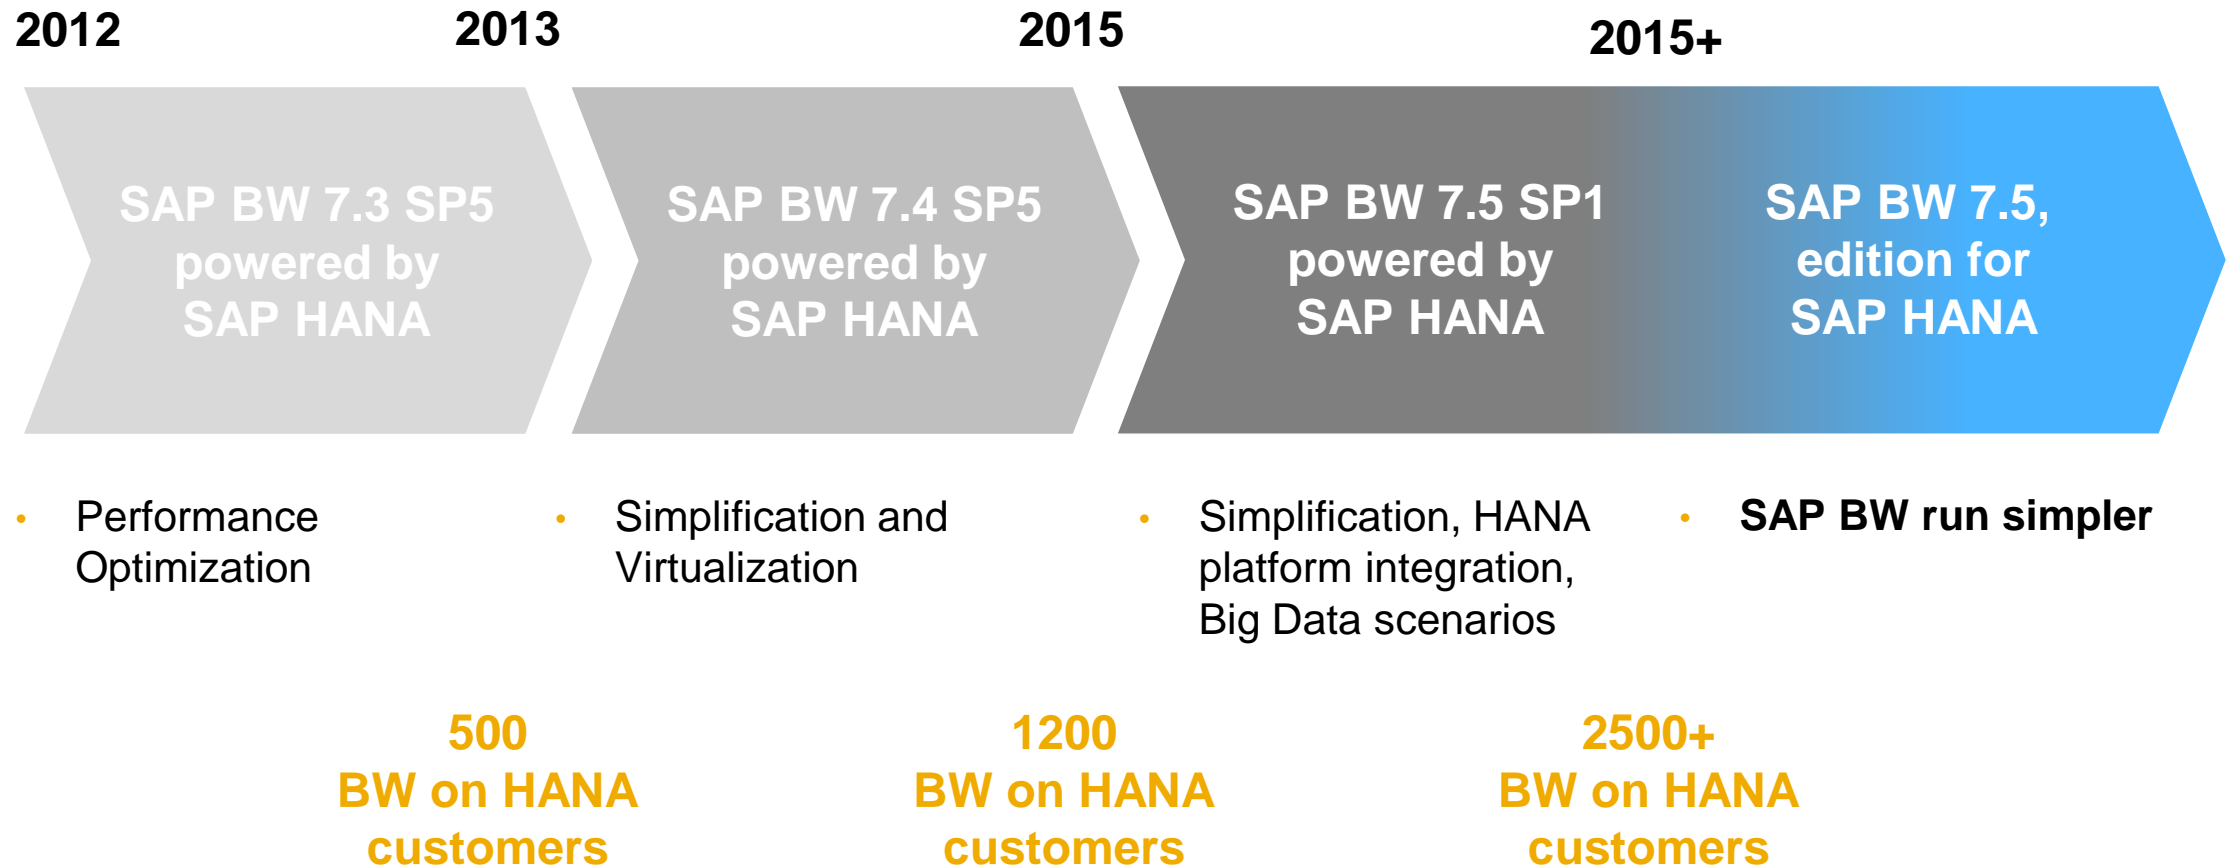 2012
2013
2015
2015+
SAP BW 7.3 SP5
powered by
SAP HANA
SAP BW 7.4 SP5
powered by
SAP HANA
SAP BW 7.5 SP1
powered by
SAP HANA
SAP BW 7.5,
edition for
SAP HANA
• Performance
Optimization
• Simplification and
Virtualization
• Simplification, HANA
platform integration,
Big Data scenarios
• SAP BW run simpler
500
BW on HANA
customers
1200
BW on HANA
customers
2500+
BW on HANA
customers